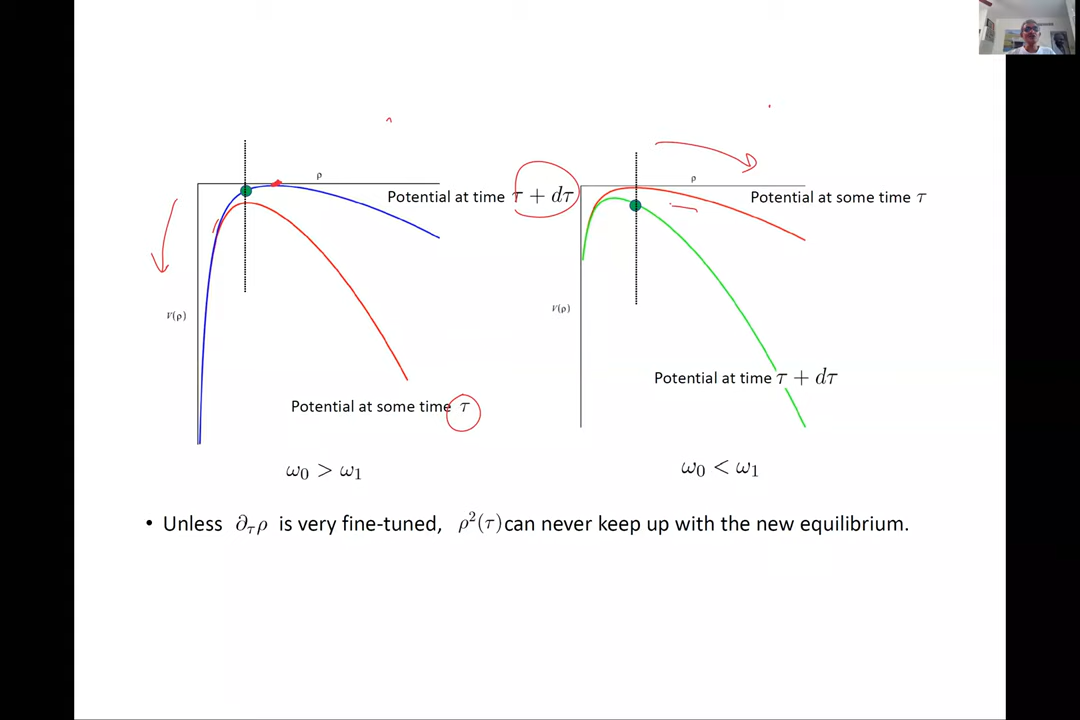 ρ
Potential at time τ + dτ
V(ρ)
Potential at some time τ
ω₀ > ω₁
ρ
Potential at some time τ
V(ρ)
Potential at time τ + dτ
ω₀ < ω₁
• Unless ∂τρ is very fine-tuned, ρ²(τ) can never keep up with the new equilibrium.